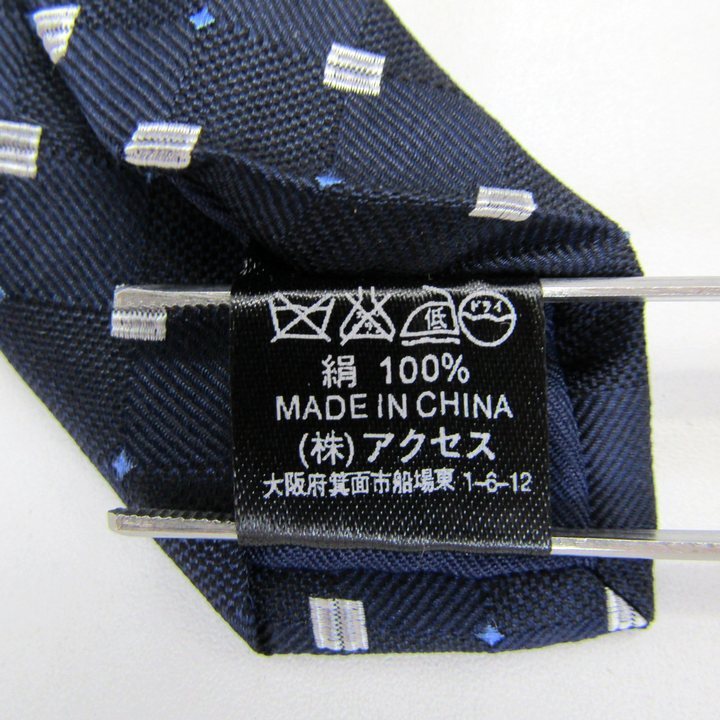 低 ドライ
絹 100%
MADE IN CHINA
(株) アクセス
大阪府箕面市船場東 1-6-12